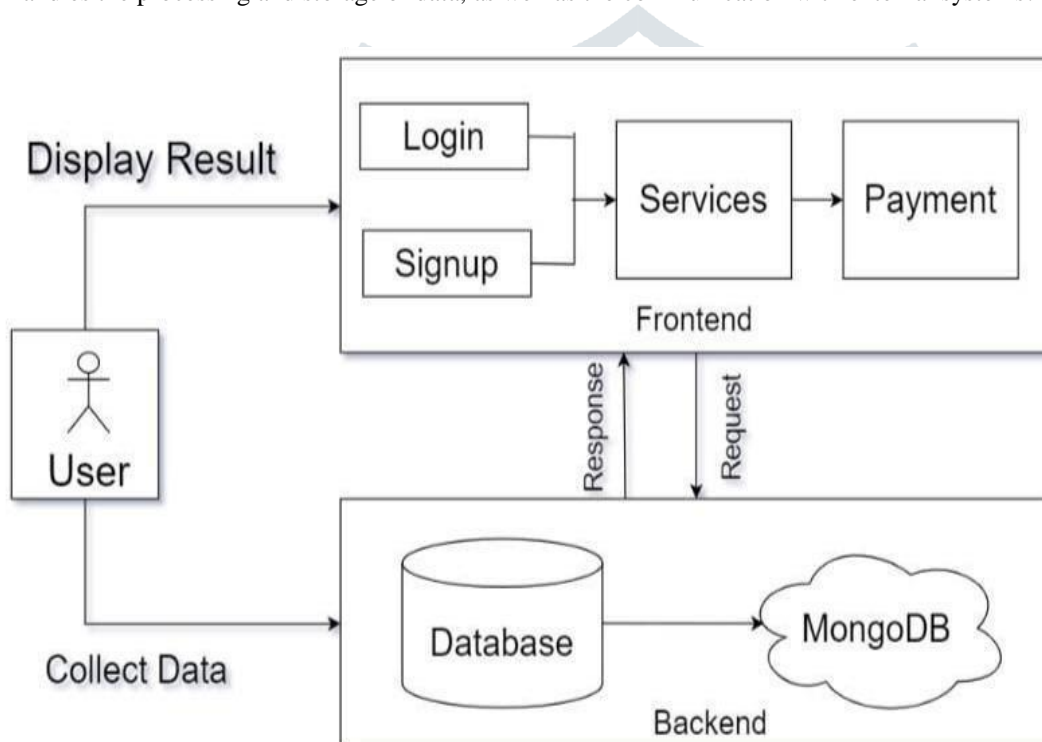 Display Result
Login
Signup
Services
Payment
Frontend
User
Response
Request
Collect Data
Database
MongoDB
Backend